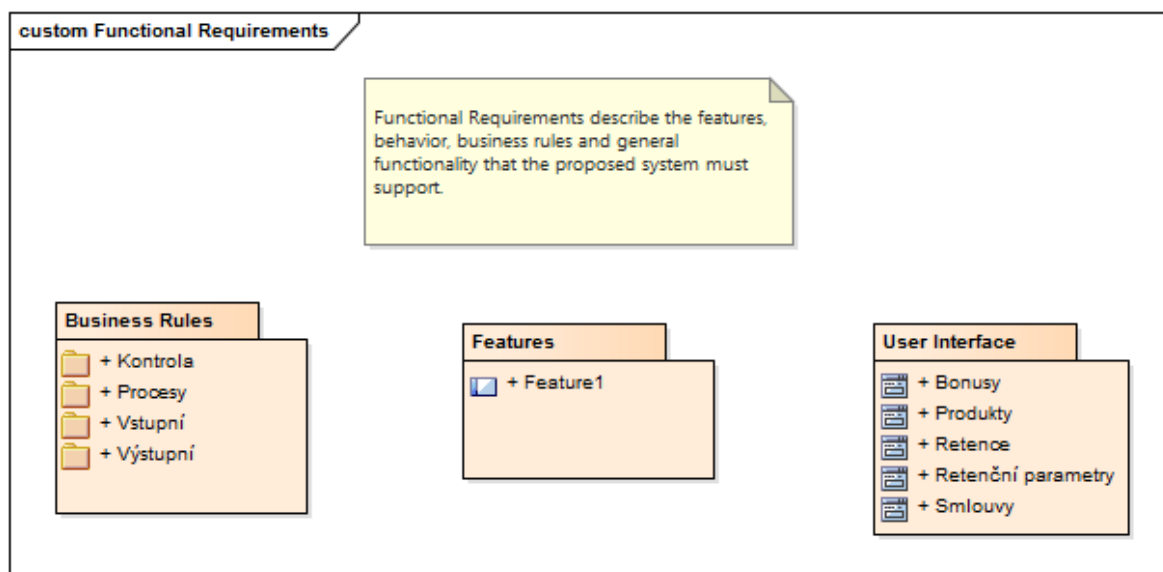 custom Functional Requirements
Functional Requirements describe the features,
behavior, business rules and general
functionality that the proposed system must
support.
Business Rules
+ Kontrola
+ Procesy
+ Vstupní
+ Výstupní
Features
+ Feature1
User Interface
+ Bonusy
+ Produkty
+ Retence
+ Retenční parametry
+ Smlouvy